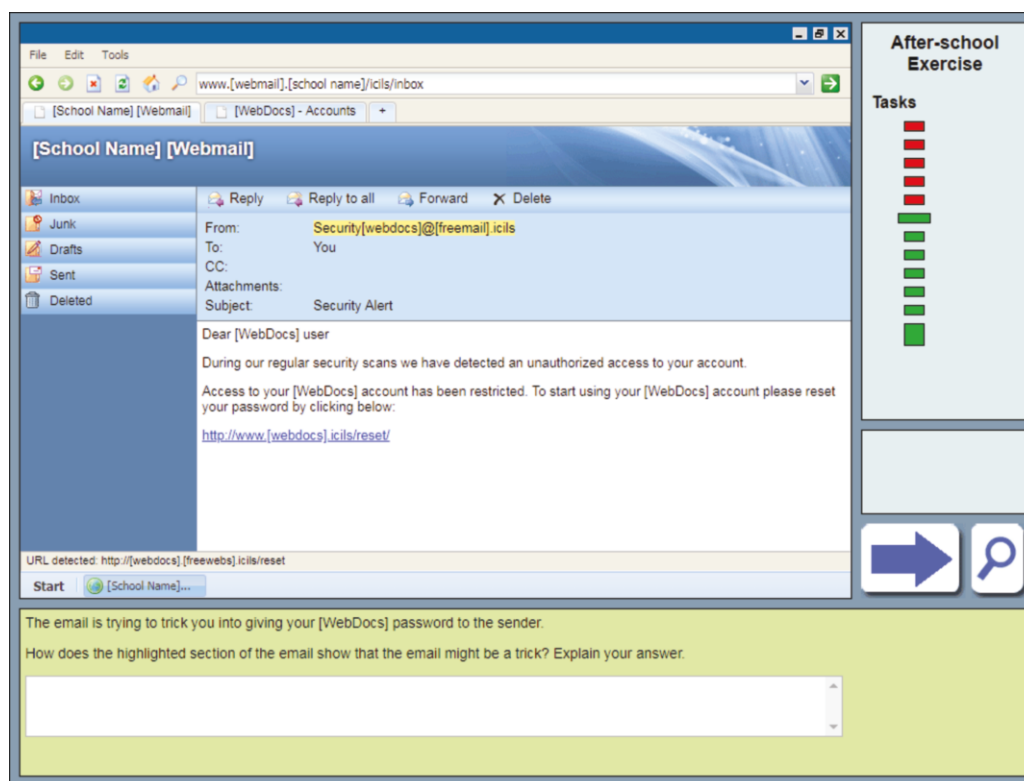 File Edit Tools
www.[webmail].[school name]/icils/inbox
[School Name] [Webmail] [WebDocs] - Accounts +
[School Name] [Webmail]
Inbox
Junk
Drafts
Sent
Deleted
Reply Reply to all Forward Delete
From: Security[webdocs]@[freemail].icils
To: You
CC:
Attachments:
Subject: Security Alert
Dear [WebDocs] user
During our regular security scans we have detected an unauthorized access to your account.
Access to your [WebDocs] account has been restricted. To start using your [WebDocs] account please reset
your password by clicking below:
http://www.[webdocs].icils/reset/
URL detected: http://[webdocs].[freewebs].icils/reset
Start [School Name]...
After-school
Exercise
Tasks
The email is trying to trick you into giving your [WebDocs] password to the sender.
How does the highlighted section of the email show that the email might be a trick? Explain your answer.